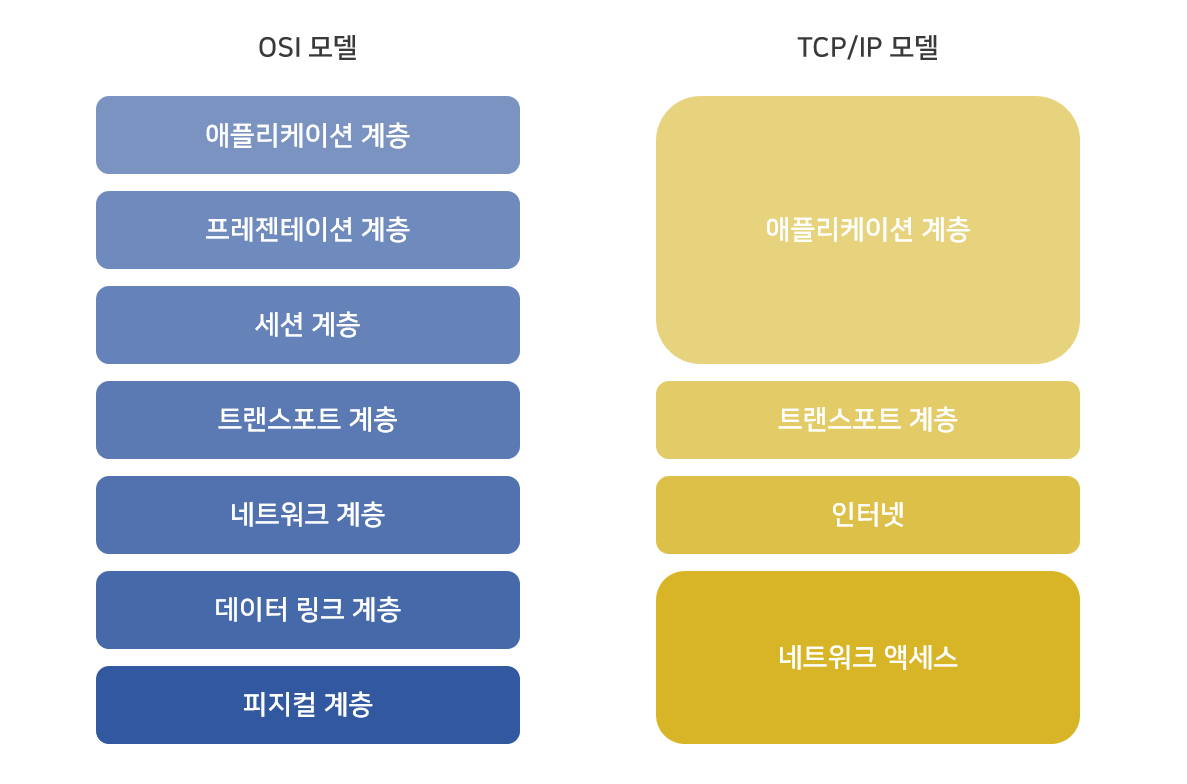 OSI 모델
애플리케이션 계층
프레젠테이션 계층
세션 계층
트랜스포트 계층
네트워크 계층
데이터 링크 계층
피지컬 계층
TCP/IP 모델
애플리케이션 계층
트랜스포트 계층
인터넷
네트워크 액세스